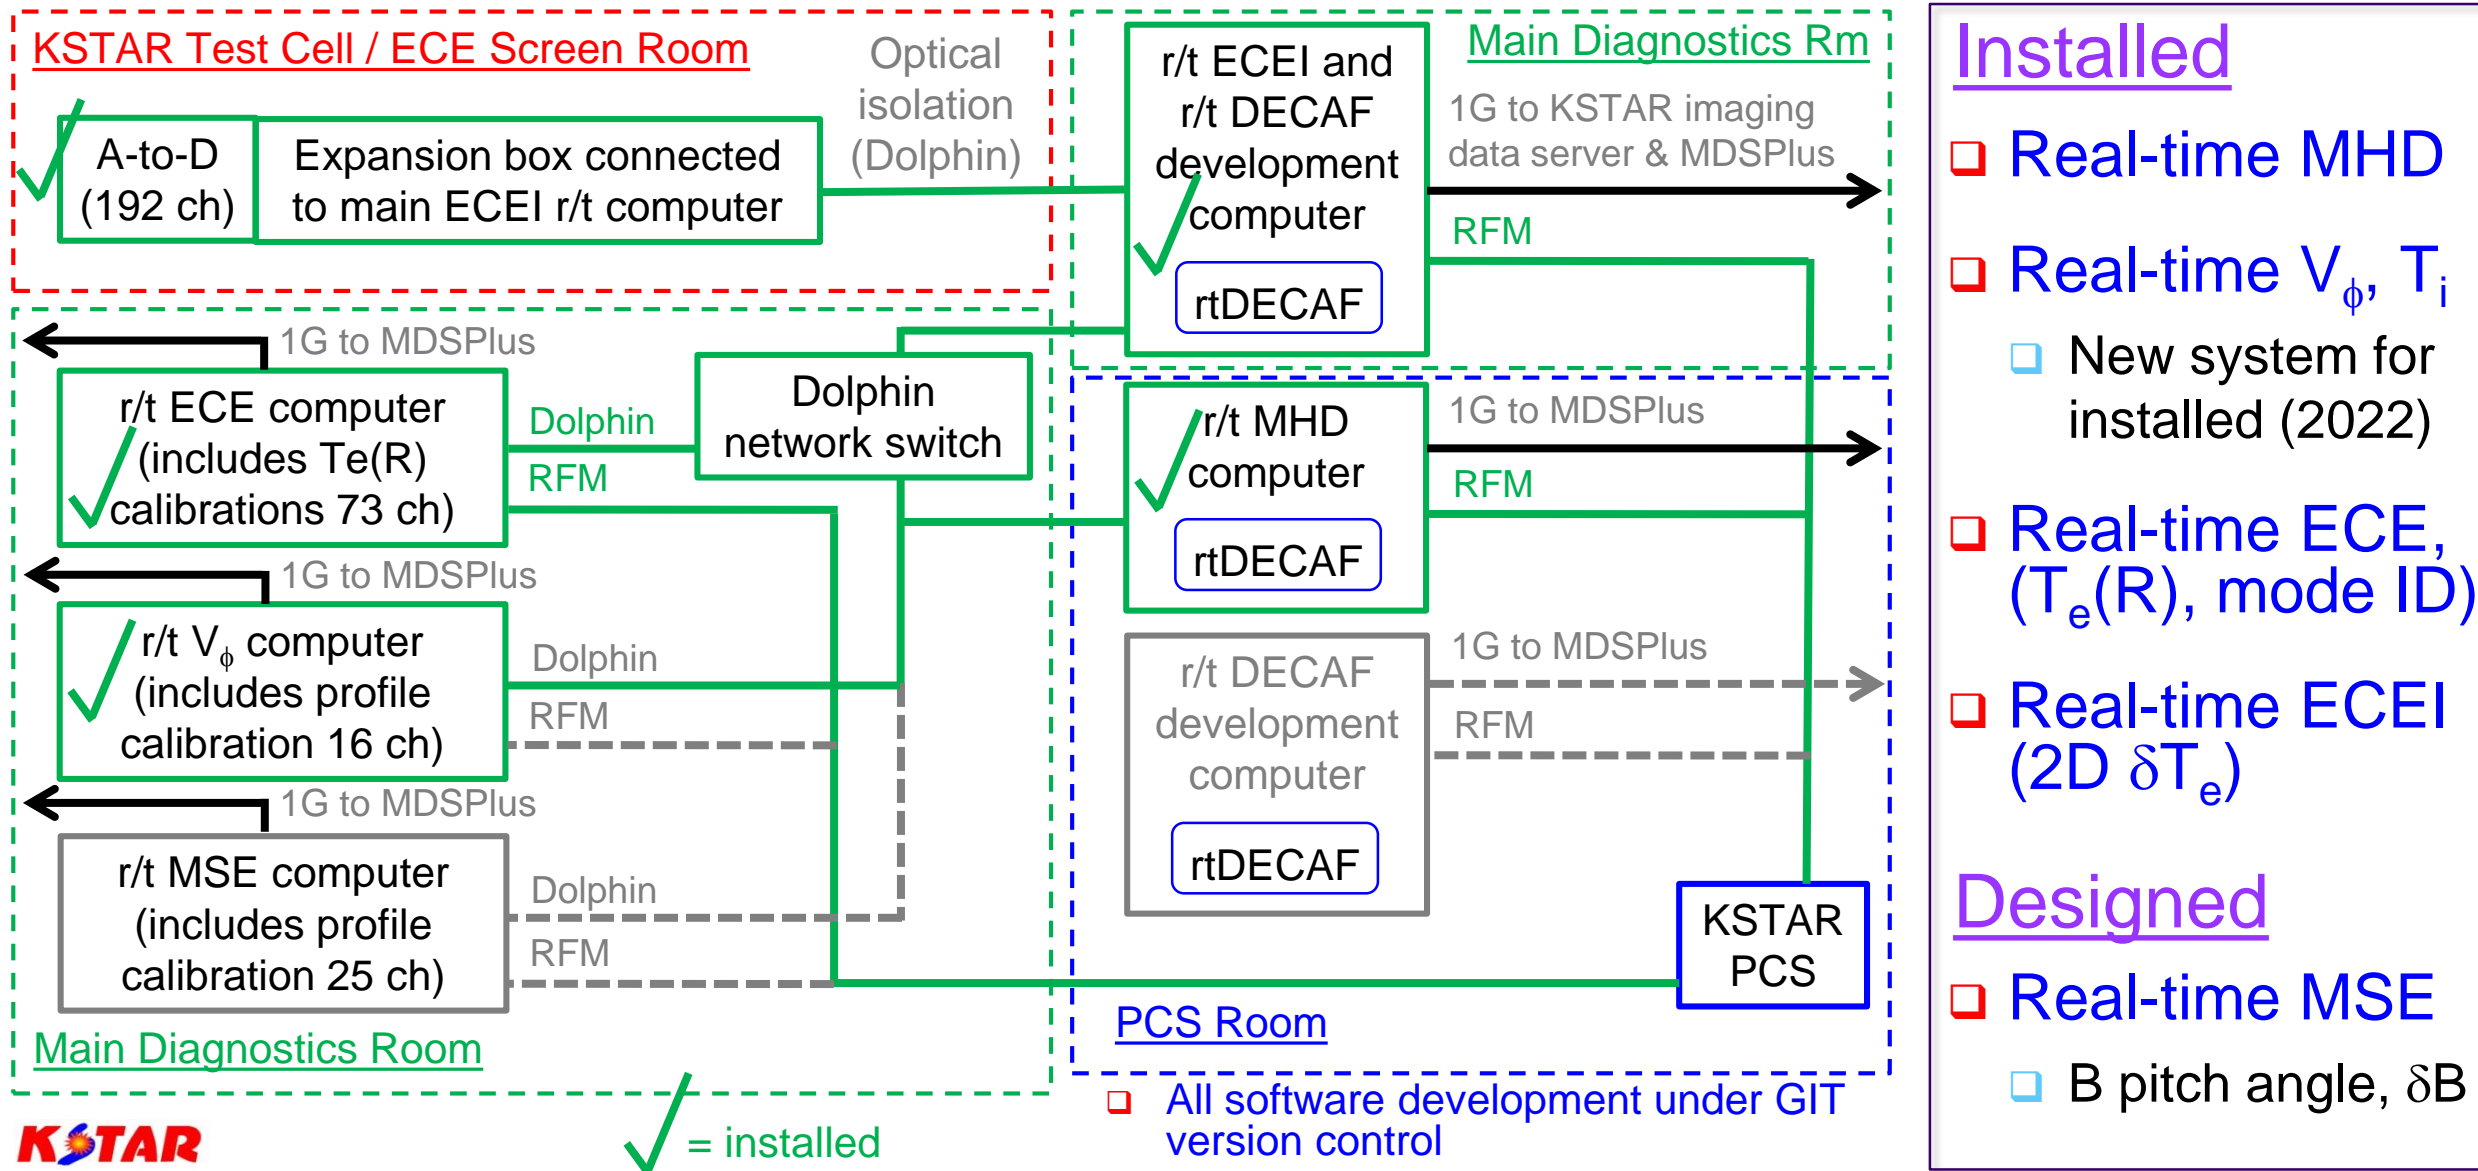 KSTAR Test Cell / ECE Screen Room
A-to-D
(192 ch)
Expansion box connected
to main ECEI r/t computer
Optical
isolation
(Dolphin)
Main Diagnostics Rm
r/t ECEI and
r/t DECAF
development
computer
rtDECAF
1G to KSTAR imaging
data server & MDSPlus
RFM
1G to MDSPlus
r/t ECE computer
(includes Te(R)
calibrations 73 ch)
Dolphin
RFM
Dolphin
network switch
1G to MDSPlus
r/t Vϕ computer
(includes profile
calibration 16 ch)
Dolphin
RFM
1G to MDSPlus
r/t MSE computer
(includes profile
calibration 25 ch)
Dolphin
RFM
Main Diagnostics Room
r/t MHD
computer
rtDECAF
1G to MDSPlus
RFM
r/t DECAF
development
computer
rtDECAF
1G to MDSPlus
RFM
KSTAR
PCS
PCS Room
KSTAR
= installed
All software development under GIT
version control
Installed
Real-time MHD
Real-time Vϕ, Ti
New system for
installed (2022)
Real-time ECE,
(Te(R), mode ID)
Real-time ECEI
(2D δTe)
Designed
Real-time MSE
B pitch angle, δB